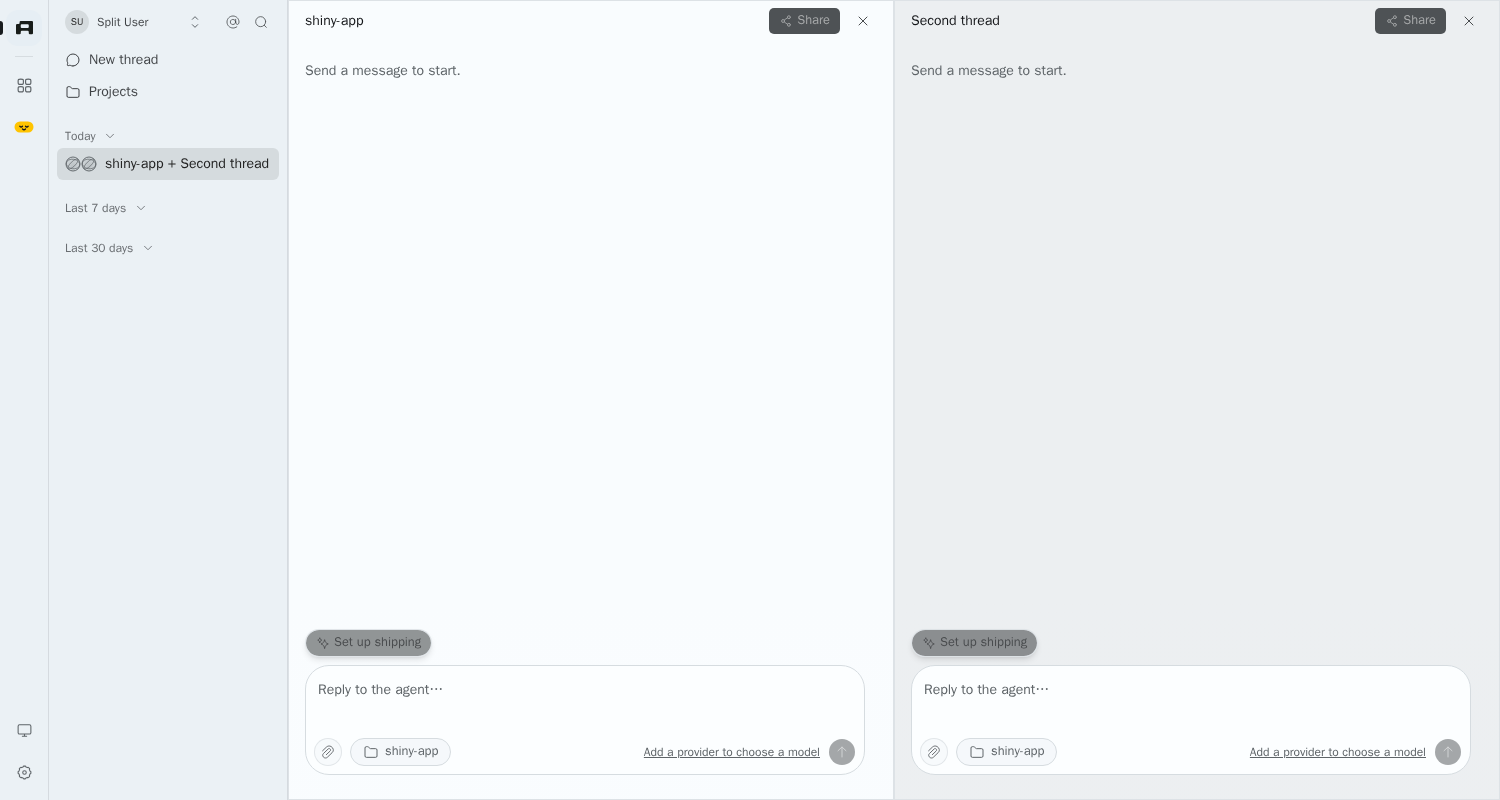 SU Split User
New thread
Projects
Today
shiny-app + Second thread
Last 7 days
Last 30 days
shiny-app
Share
Send a message to start.
Set up shipping
Reply to the agent···
shiny-app
Add a provider to choose a model
Second thread
Share
Send a message to start.
Set up shipping
Reply to the agent···
shiny-app
Add a provider to choose a model